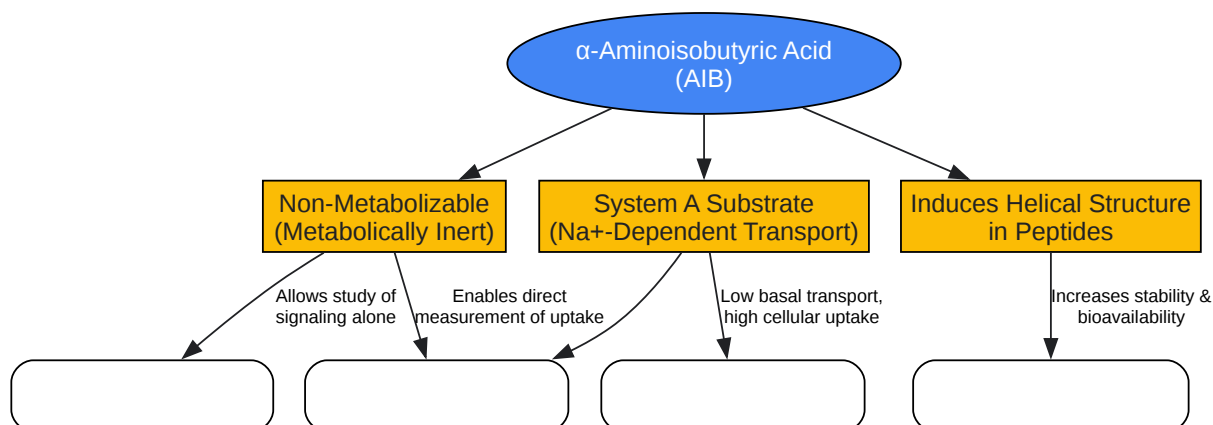 α-Aminoisobutyric Acid
(AIB)
Non-Metabolizable
(Metabolically Inert)
System A Substrate
(Na+-Dependent Transport)
Induces Helical Structure
in Peptides
Allows study of
signaling alone
Enables direct
measurement of uptake
Low basal transport,
high cellular uptake
Increases stability &
bioavailability